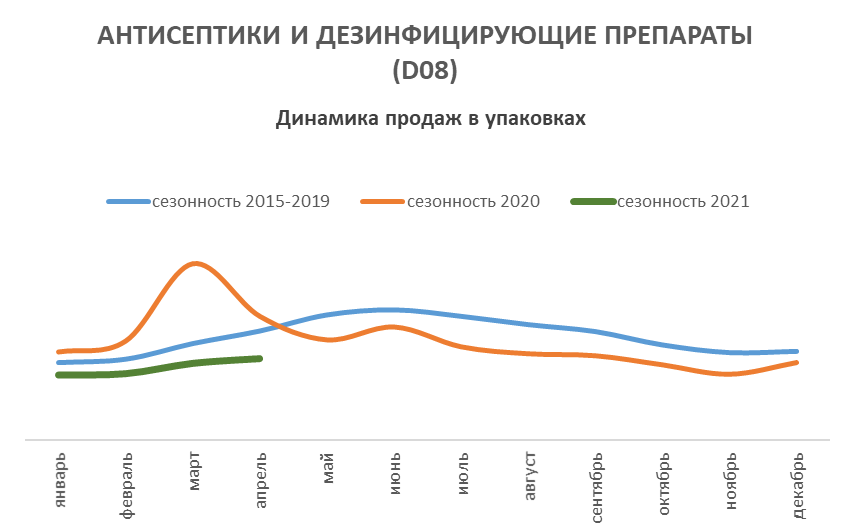 АНТИСЕПТИКИ И ДЕЗИНФИЦИРУЮЩИЕ ПРЕПАРАТЫ
(D08)
Динамика продаж в упаковках
сезонность 2015-2019
сезонность 2020
сезонность 2021
январь
февраль
март
апрель
май
июнь
июль
август
сентябрь
октябрь
ноябрь
декабрь